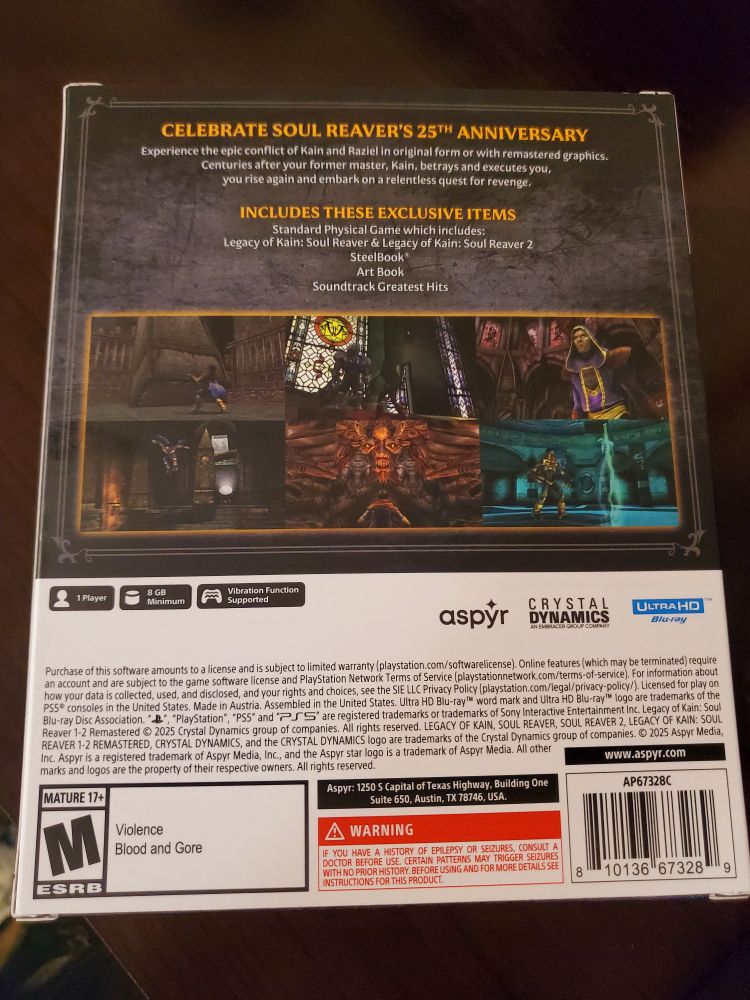 CELEBRATE SOUL REAVER'S 25TH ANNIVERSARY
Experience the epic conflict of Kain and Raziel in original form or with remastered graphics.
Centuries after your former master, Kain, betrays and executes you,
you rise again and embark on a relentless quest for revenge.
INCLUDES THESE EXCLUSIVE ITEMS
Standard Physical Game which includes:
Legacy of Kain: Soul Reaver & Legacy of Kain: Soul Reaver 2
SteelBook®
Art Book
Soundtrack Greatest Hits
1 Player
8 GB
Minimum
Vibration Function
Supported
aspyr
CRYSTAL
DYNAMICS
AN EMBRACER GROUP COMPANY
ULTRA HD™
Blu-ray
Purchase of this software amounts to a license and is subject to limited warranty (playstation.com/softwarelicense). Online features (which may be terminated) require
an account and are subject to the game software license and PlayStation Network Terms of Service (playstationnetwork.com/terms-of-service). For information about
how your data is collected, used, and disclosed, and your rights and choices, see the SIE LLC Privacy Policy (playstation.com/legal/privacy-policy/). Licensed for play on
PS5® consoles in the United States. Made in Austria. Assembled in the United States. Ultra HD Blu-ray™ word mark and Ultra HD Blu-ray™ logo are trademarks of the
Blu-ray Disc Association. "PS", "PlayStation", "PS5" and "PS5" are registered trademarks or trademarks of Sony Interactive Entertainment Inc. Legacy of Kain: Soul
Reaver 1-2 Remastered © 2025 Crystal Dynamics group of companies. All rights reserved. LEGACY OF KAIN, SOUL REAVER, SOUL REAVER 2, LEGACY OF KAIN: SOUL
REAVER 1-2 REMASTERED, CRYSTAL DYNAMICS, and the CRYSTAL DYNAMICS logo are trademarks of the Crystal Dynamics group of companies. © 2025 Aspyr Media,
Inc. Aspyr is a registered trademark of Aspyr Media, Inc., and the Aspyr star logo is a trademark of Aspyr Media. All other
marks and logos are the property of their respective owners. All rights reserved.
www.aspyr.com
MATURE 17+
M
ESRB
Violence
Blood and Gore
Aspyr: 1250 S Capital of Texas Highway, Building One
Suite 650, Austin, TX 78746, USA.
WARNING
IF YOU HAVE A HISTORY OF EPILEPSY OR SEIZURES, CONSULT A
DOCTOR BEFORE USE. CERTAIN PATTERNS MAY TRIGGER SEIZURES
WITH NO PRIOR HISTORY. BEFORE USING AND FOR MORE DETAILS SEE
INSTRUCTIONS FOR THIS PRODUCT.
AP67328C
8 10136 67328 9